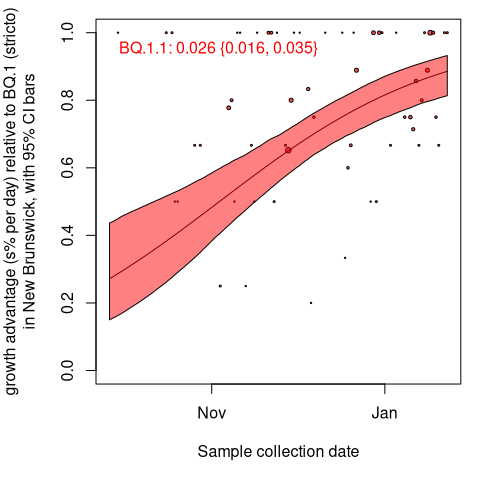 growth advantage (s% per day) relative to BQ.1 (stricto)
in New Brunswick, with 95% CI bars
BQ.1.1: 0.026 {0.016, 0.035}
1.0
0.8
0.6
0.4
0.2
0.0
Nov Jan
Sample collection date